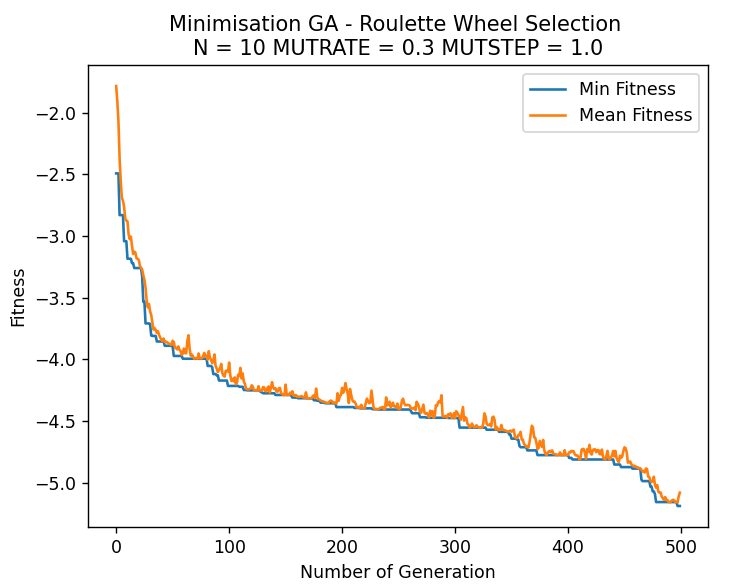 Minimisation GA - Roulette Wheel Selection
N = 10 MUTRATE = 0.3 MUTSTEP = 1.0
Min Fitness
Mean Fitness
Fitness
−2.0
−2.5
−3.0
−3.5
−4.0
−4.5
−5.0
0 100 200 300 400 500
Number of Generation